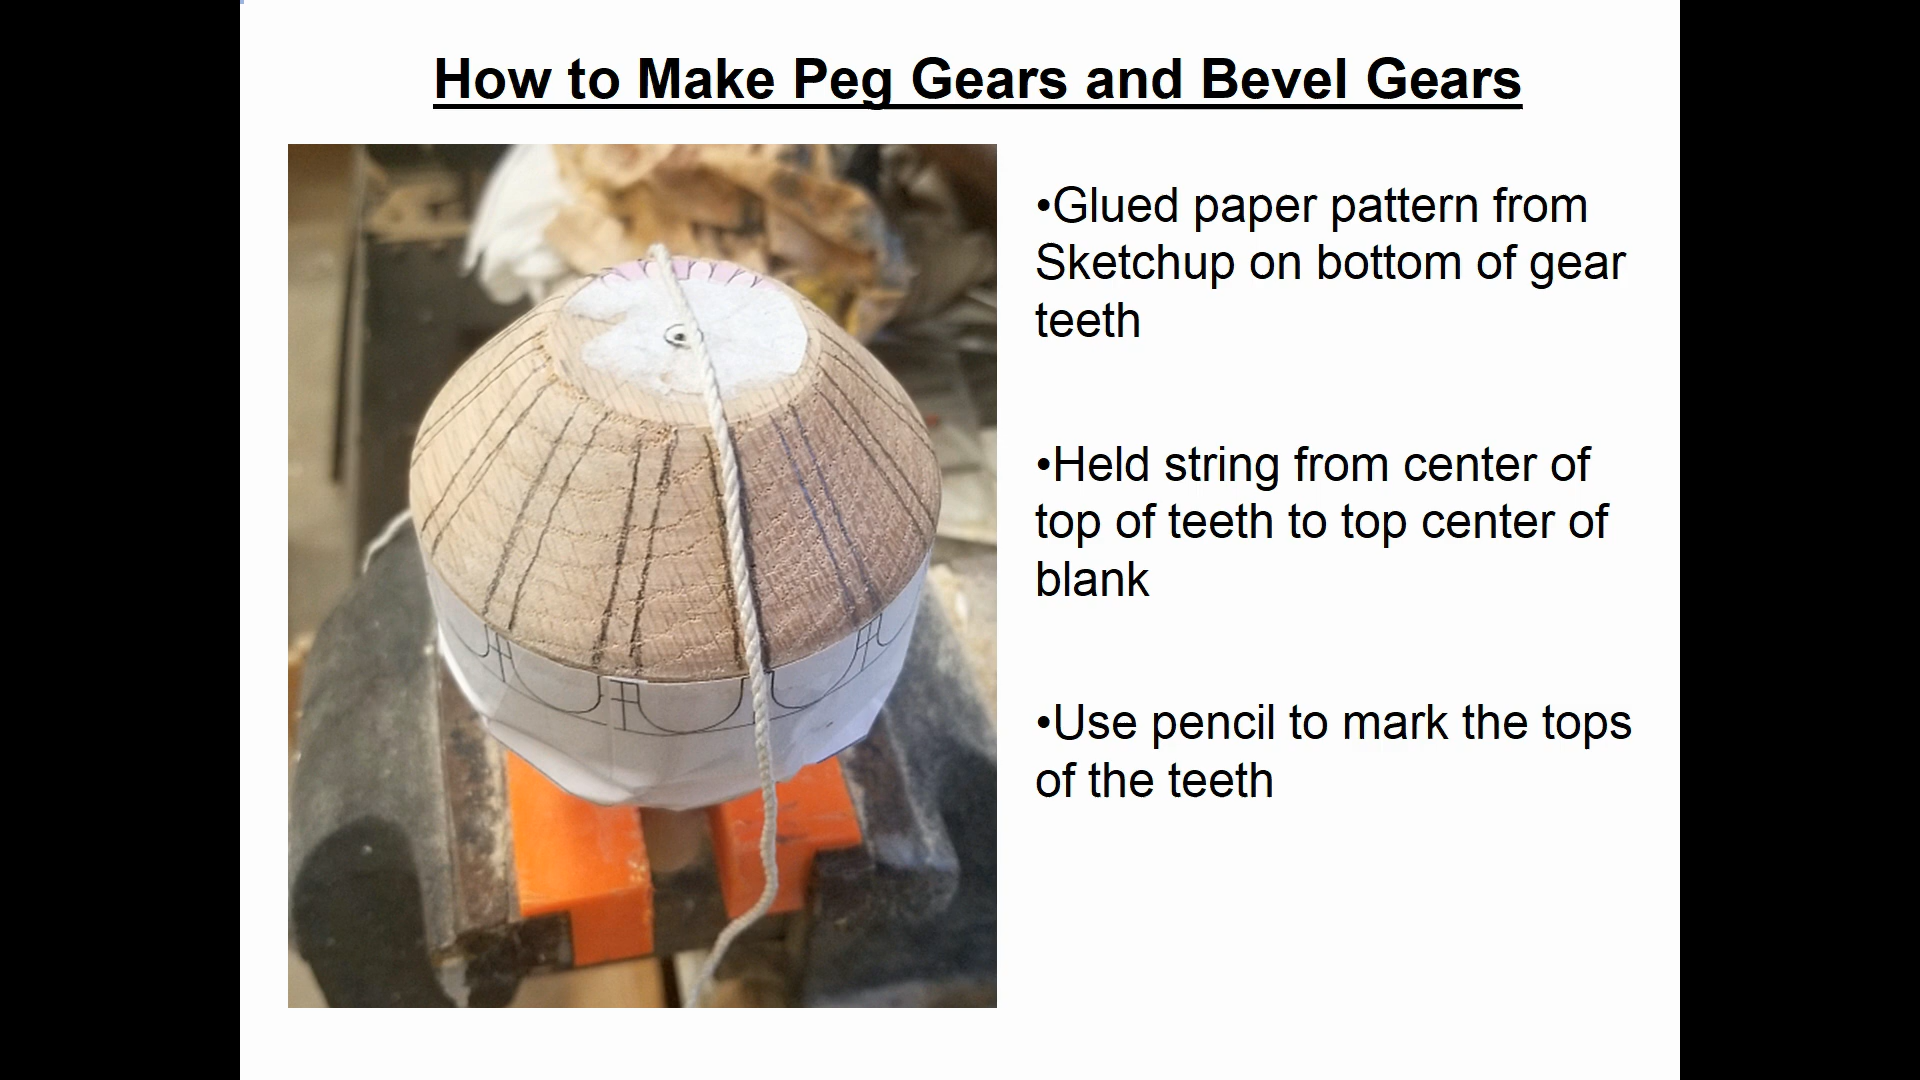 How to Make Peg Gears and Bevel Gears
•Glued paper pattern from
Sketchup on bottom of gear
teeth
•Held string from center of
top of teeth to top center of
blank
•Use pencil to mark the tops
of the teeth